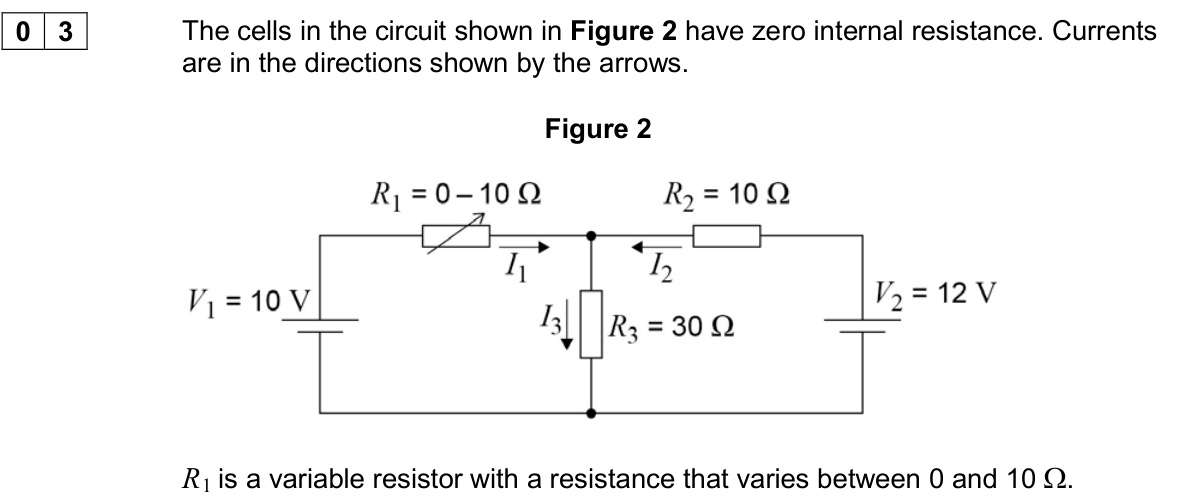 0 3
The cells in the circuit shown in Figure 2 have zero internal resistance. Currents
are in the directions shown by the arrows.
Figure 2
R₁ = 0 – 10 Ω
R₂ = 10 Ω
I₁
I₂
V₁ = 10 V
V₂ = 12 V
I₃
R₃ = 30 Ω
R₁ is a variable resistor with a resistance that varies between 0 and 10 Ω.